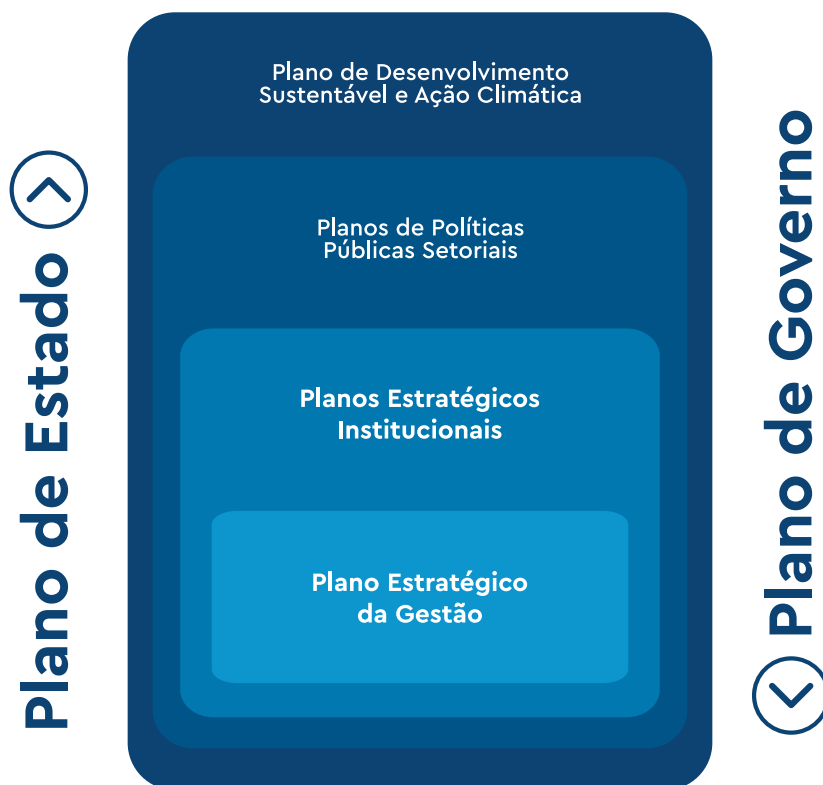 Plano de Desenvolvimento
Sustentável e Ação Climática
Planos de Políticas
Públicas Setoriais
Planos Estratégicos
Institucionais
Plano Estratégico
da Gestão
Plano de Estado
Plano de Governo